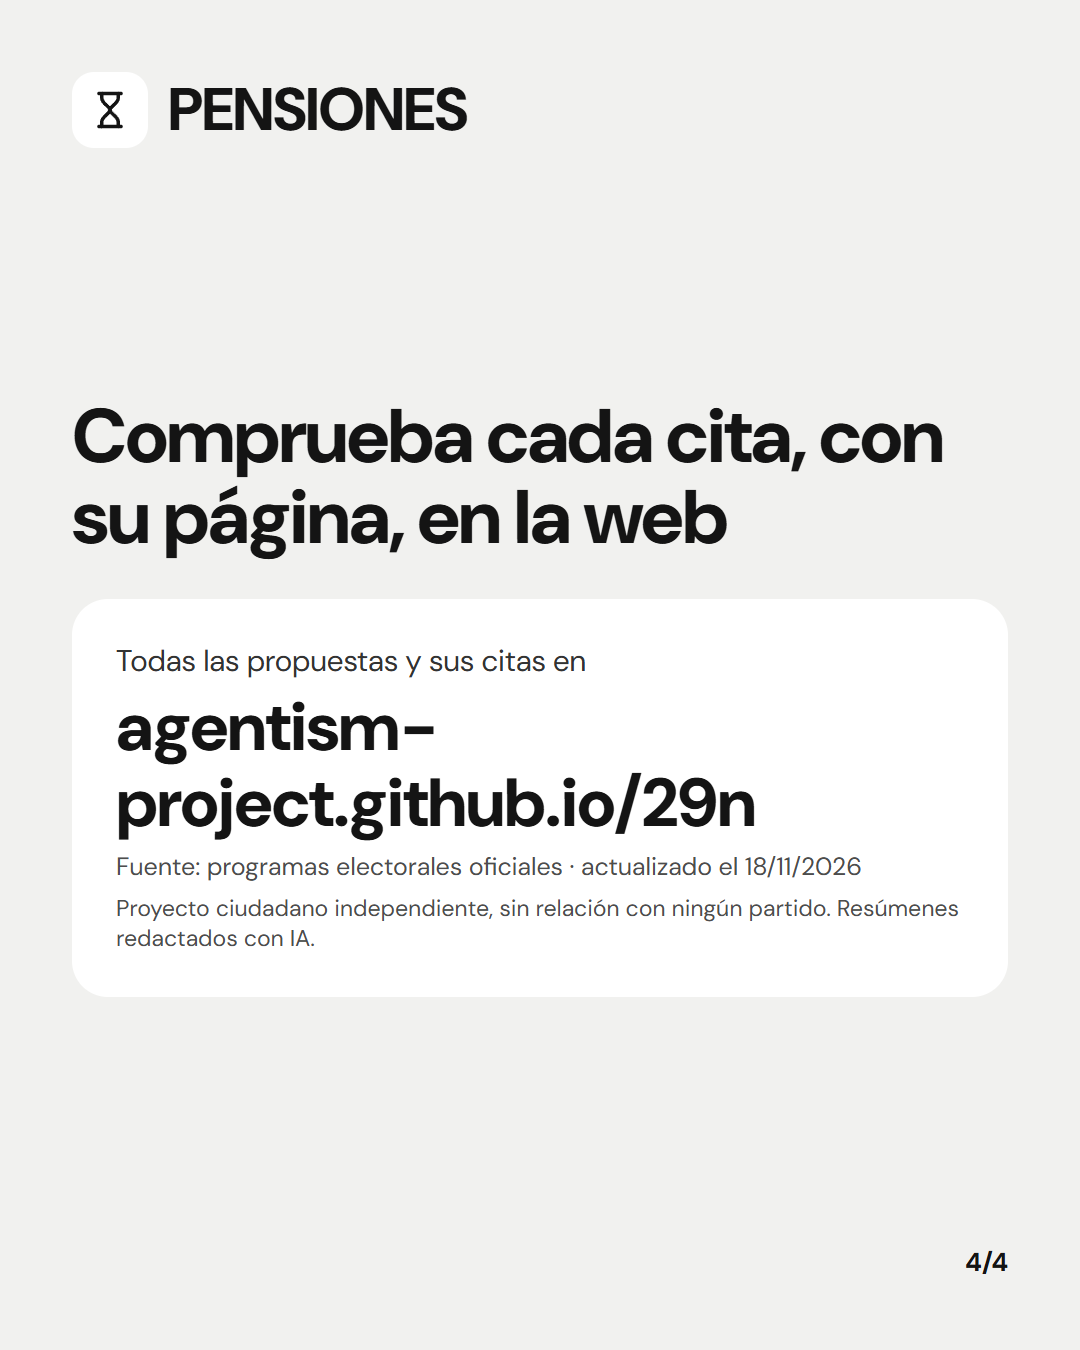 PENSIONES
Comprueba cada cita, con
su página, en la web
Todas las propuestas y sus citas en
agentism-
project.github.io/29n
Fuente: programas electorales oficiales · actualizado el 18/11/2026
Proyecto ciudadano independiente, sin relación con ningún partido. Resúmenes
redactados con IA.
4/4